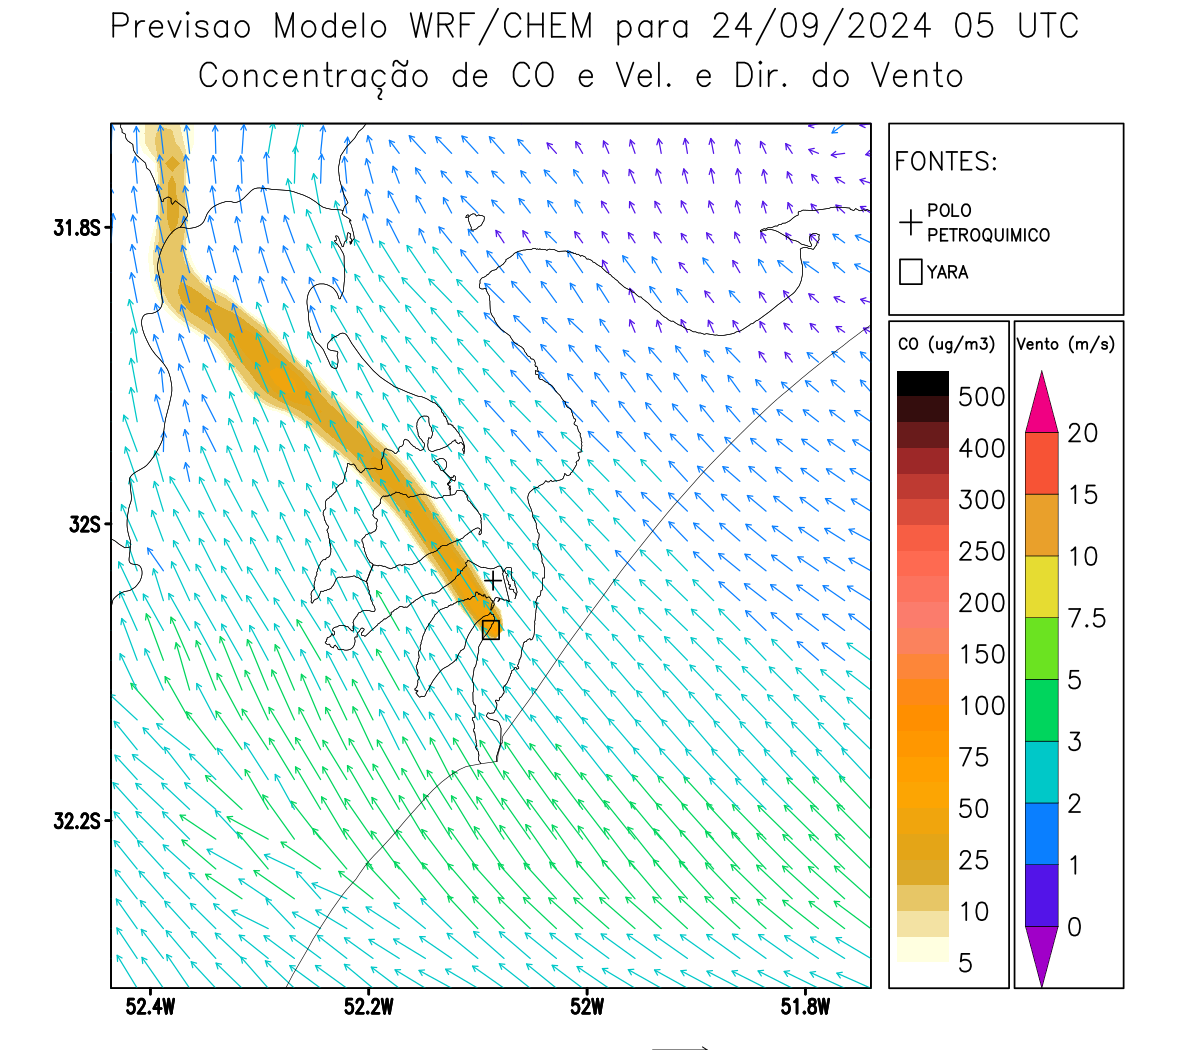 Previsao Modelo WRF/CHEM para 24/09/2024 05 UTC
Concentração de CO e Vel. e Dir. do Vento
FONTES:
POLO
PETROQUIMICO
YARA
CO (ug/m3)
500
400
300
250
200
150
100
75
50
25
10
5
Vento (m/s)
20
15
10
7.5
5
3
2
1
0
31.8S
32S
32.2S
52.4W
52.2W
52W
51.8W